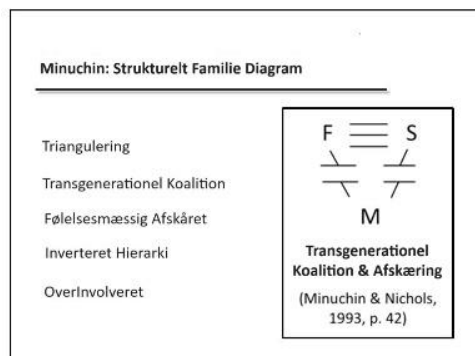 Minuchin: Strukturelt Familie Diagram
Triangulering
Transgenerationel Koalition
Følelsesmæssig Afskåret
Inverteret Hierarki
OverInvolveret
F S
M
Transgenerationel
Koalition & Afskæring
(Minuchin & Nichols,
1993, p. 42)